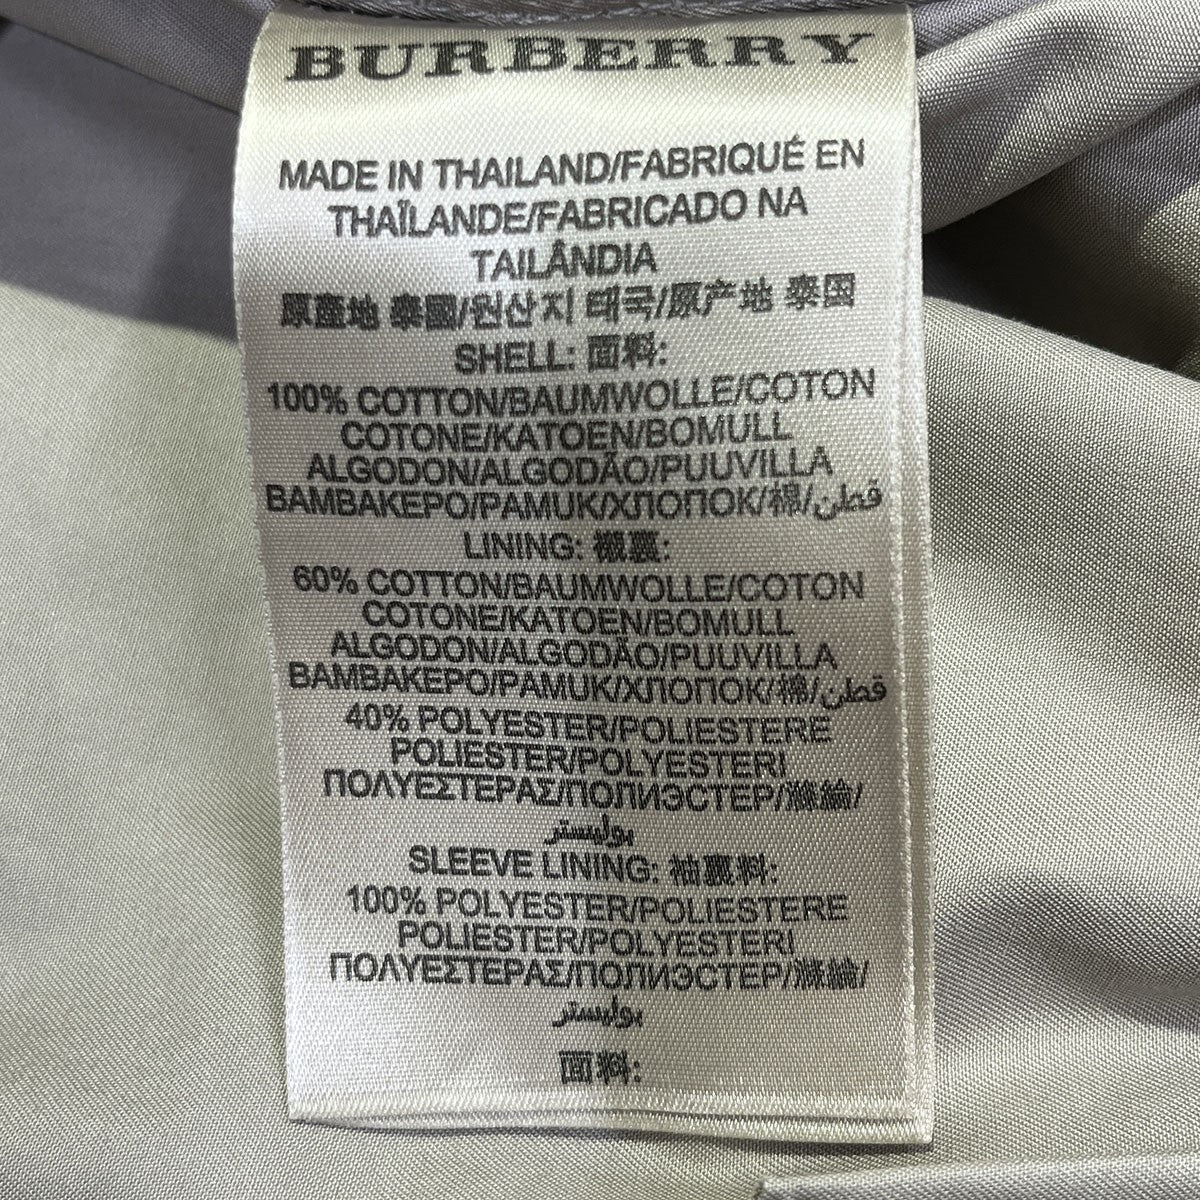 BURBERRY
MADE IN THAILAND/FABRIQUÉ EN
THAÏLANDE/FABRICADO NA
TAILÂNDIA
原産地 泰國/원산지 태국/原产地 泰国
SHELL: 面料:
100% COTTON/BAUMWOLLE/COTON
COTONE/KATOEN/BOMULL
ALGODON/ALGODÃO/PUUVILLA
ΒΑΜΒΑΚΕΡΟ/PAMUK/ХЛОПОК/棉/قطن
LINING: 襯裏:
60% COTTON/BAUMWOLLE/COTON
COTONE/KATOEN/BOMULL
ALGODON/ALGODÃO/PUUVILLA
ΒΑΜΒΑΚΕΡΟ/PAMUK/ХЛОПОК/棉/قطن
40% POLYESTER/POLIESTERE
POLIESTER/POLYESTERI
ΠΟΛΥΕΣΤΕΡΑΣ/ПОЛИЭСТЕР/滌綸/
بوليستر
SLEEVE LINING: 袖裏料:
100% POLYESTER/POLIESTERE
POLIESTER/POLYESTERI
ΠΟΛΥΕΣΤΕΡΑΣ/ПОЛИЭСТЕР/滌綸/
بوليستر
面料: